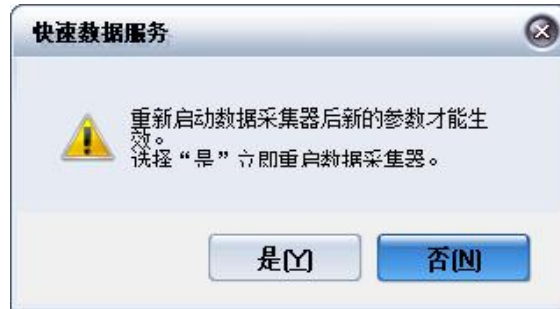 快速数据服务
重新启动数据采集器后新的参数才能生
效。
选择“是”立即重启数据采集器。
是(Y)
否(N)